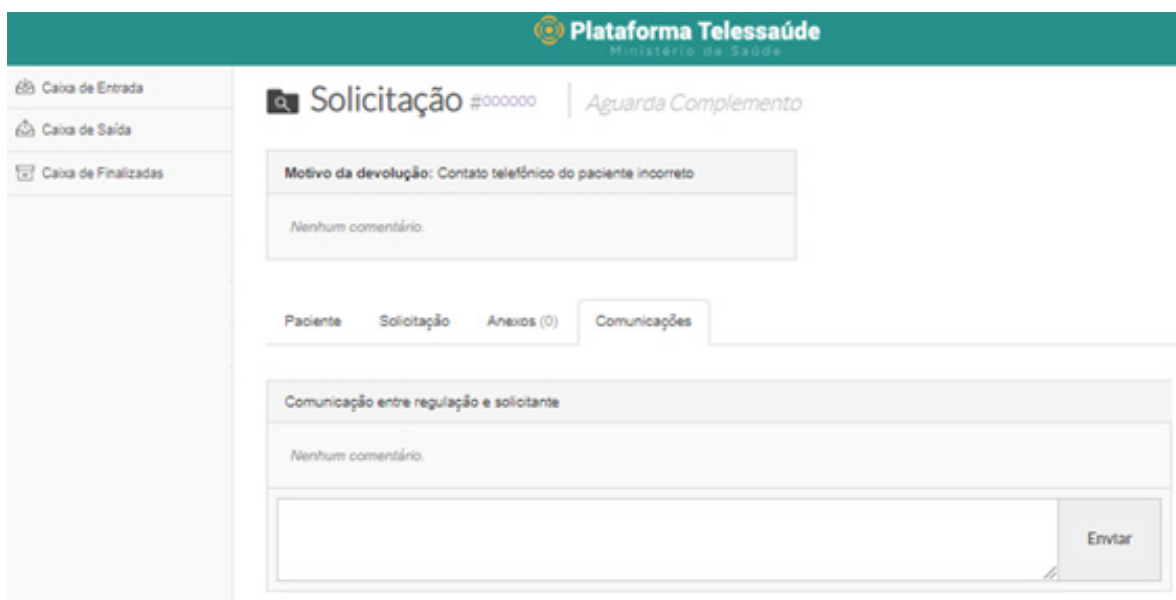 Plataforma Telessaúde
Ministério da Saúde
Caixa de Entrada
Caixa de Saída
Caixa de Finalizadas
Solicitação #000000 Aguarda Complemento
Motivo da devolução: Contato telefônico do paciente incorreto
Nenhum comentário.
Paciente Solicitação Anexos (0) Comunicações
Comunicação entre regulação e solicitante
Nenhum comentário.
Enviar